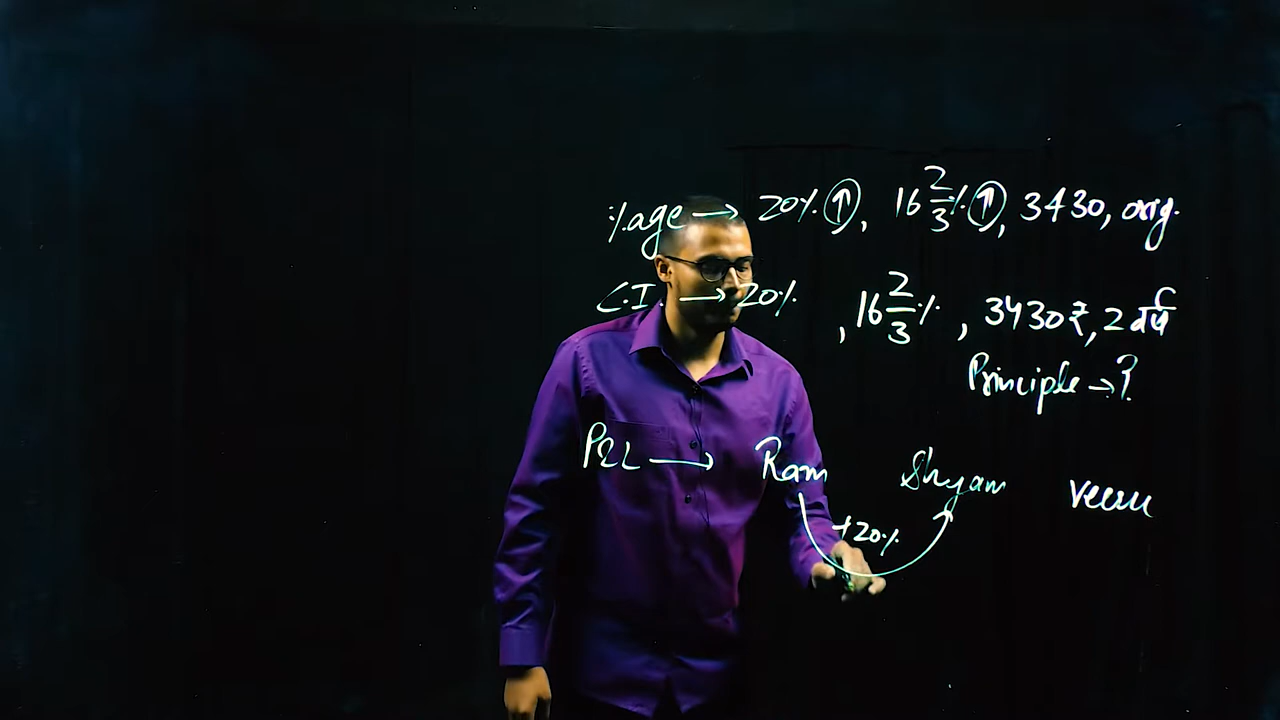 %age → 20% ↑, 16 2/3 % ↑, 3430, orig.
C.I. → 20%, 16 2/3 %, 3430₹, 2 वर्ष
Principle → ?
P&L → Ram Shyam Veeru
+20%